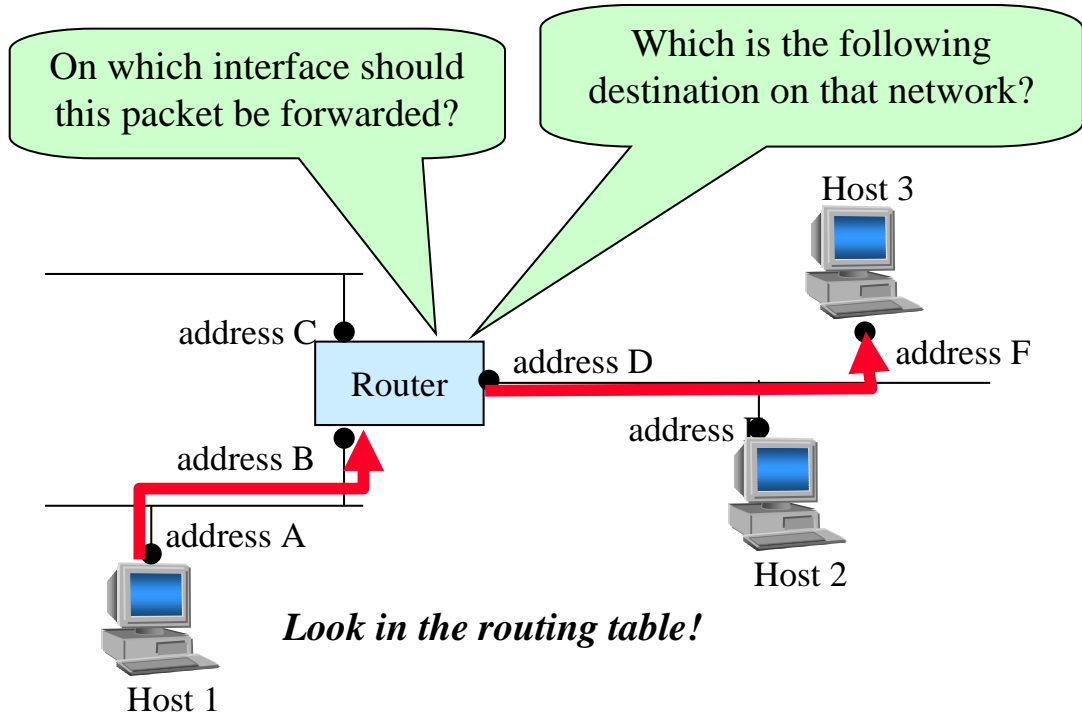 On which interface should
this packet be forwarded?
Which is the following
destination on that network?
Host 3
address C
address D
address F
Router
address
address B
address A
Host 2
Look in the routing table!
Host 1